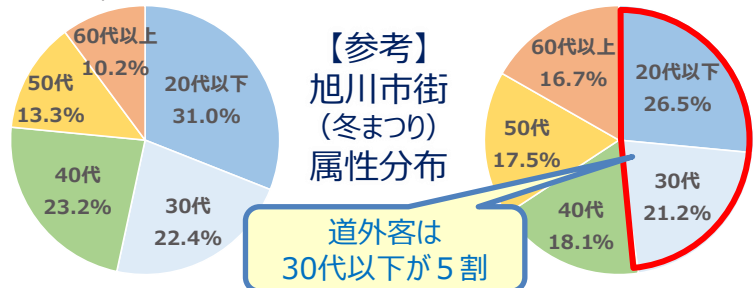 20代以下
31.0%
30代
22.4%
40代
23.2%
50代
13.3%
60代以上
10.2%
【参考】
旭川市街
（冬まつり）
属性分布
20代以下
26.5%
30代
21.2%
40代
18.1%
50代
17.5%
60代以上
16.7%
道外客は
30代以下が５割